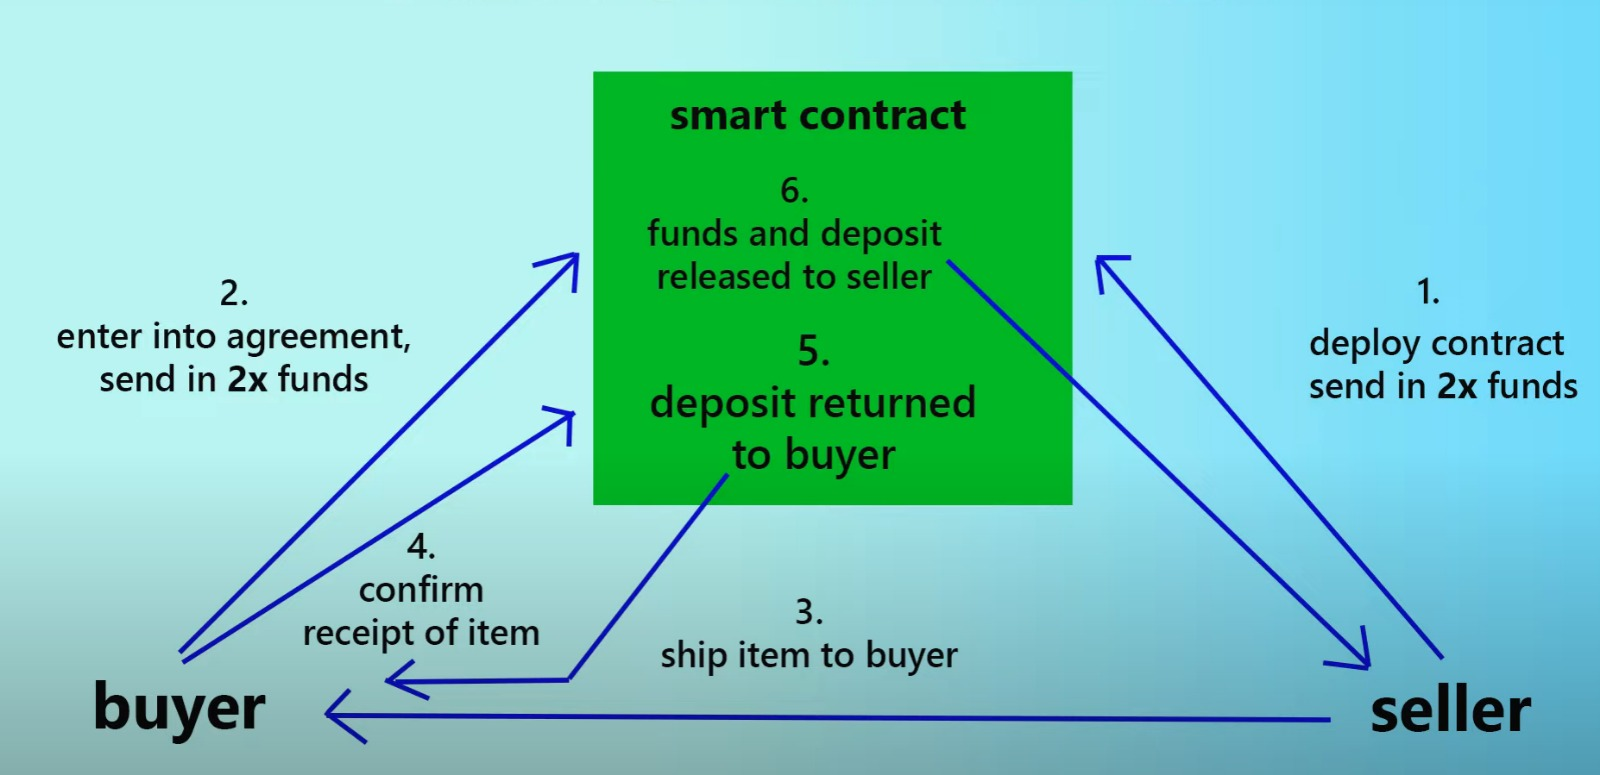 smart contract
6.
funds and deposit
released to seller
5.
deposit returned
to buyer
2.
enter into agreement,
send in 2x funds
1.
deploy contract
send in 2x funds
4.
confirm
receipt of item
3.
ship item to buyer
buyer
seller